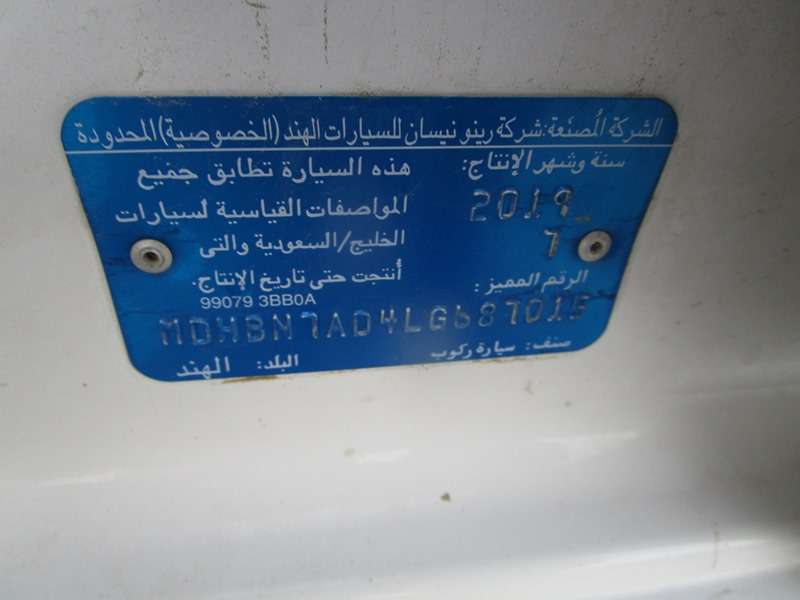 الشركة المُصنّعة: شركة رينو نيسان للسيارات الهند (الخصوصية) المحدودة
سنة وشهر الإنتاج:
2019
7
هذه السيارة تطابق جميع
المواصفات القياسية لسيارات
الخليج/السعودية والتى
أُنتجت حتى تاريخ الإنتاج.
99079 3BB0A
الرقم المميز:
MDHBN7AD4LG687015
صنف: سيارة ركوب
البلد: الهند